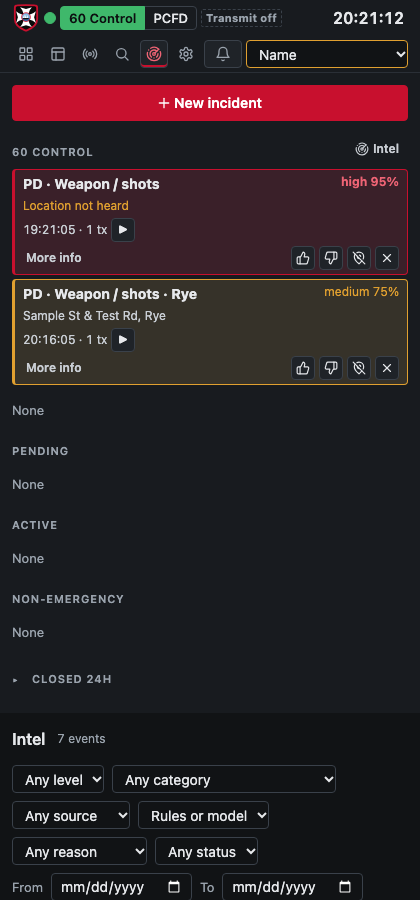 60 Control PCFD Transmit off 20:21:12
Name
+ New incident
60 CONTROL Intel
PD · Weapon / shots high 95%
Location not heard
19:21:05 · 1 tx
More info
PD · Weapon / shots · Rye medium 75%
Sample St & Test Rd, Rye
20:16:05 · 1 tx
More info
None
PENDING
None
ACTIVE
None
NON-EMERGENCY
None
CLOSED 24H
Intel 7 events
Any level Any category
Any source Rules or model
Any reason Any status
From mm/dd/yyyy To mm/dd/yyyy